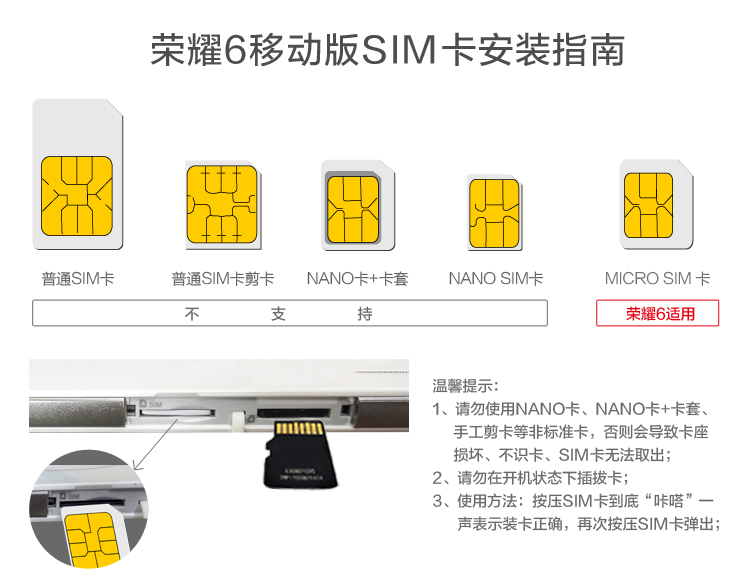 荣耀6移动版SIM卡安装指南
普通SIM卡
普通SIM卡剪卡
NANO卡+卡套
NANO SIM卡
MICRO SIM 卡
不 支 持
荣耀6适用
SIM
SIM
温馨提示：
1、请勿使用NANO卡、NANO卡+卡套、
手工剪卡等非标准卡，否则会导致卡座
损坏、不识卡、SIM卡无法取出；
2、请勿在开机状态下插拔卡；
3、使用方法：按压SIM卡到底“咔嗒”一
声表示装卡正确，再次按压SIM卡弹出；